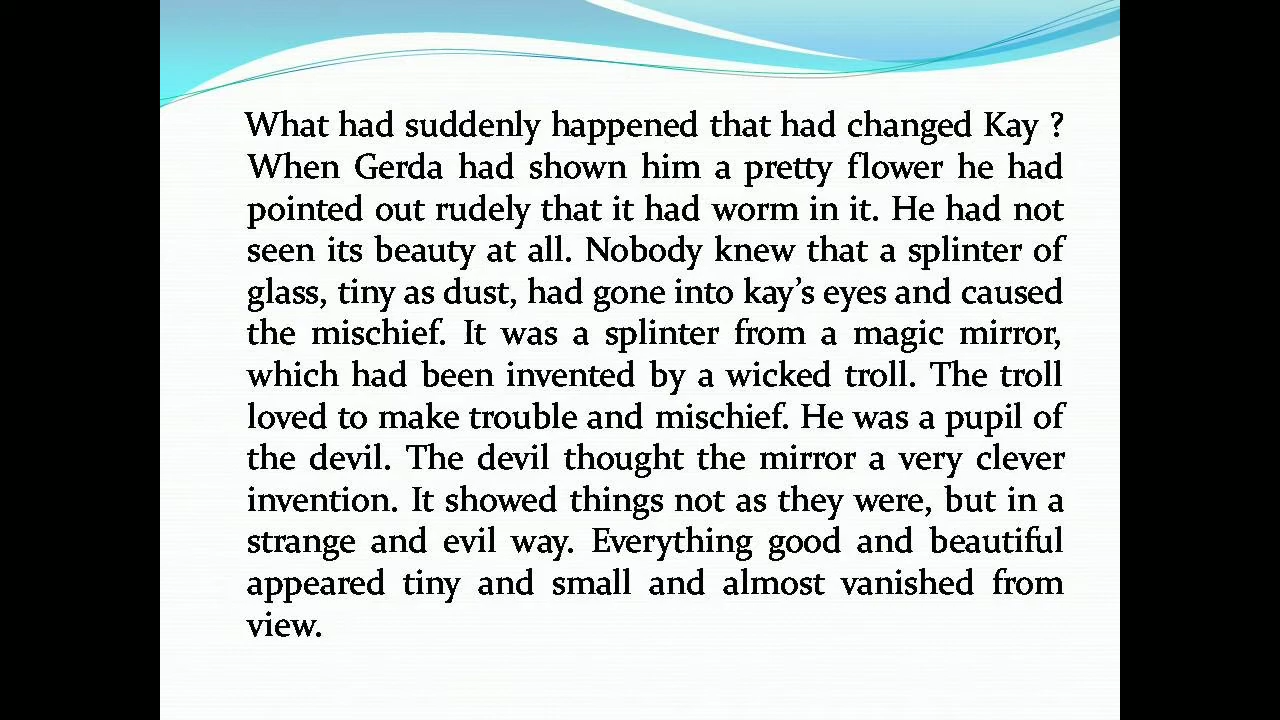 What had suddenly happened that had changed Kay ?
When Gerda had shown him a pretty flower he had
pointed out rudely that it had worm in it. He had not
seen its beauty at all. Nobody knew that a splinter of
glass, tiny as dust, had gone into kay’s eyes and caused
the mischief. It was a splinter from a magic mirror,
which had been invented by a wicked troll. The troll
loved to make trouble and mischief. He was a pupil of
the devil. The devil thought the mirror a very clever
invention. It showed things not as they were, but in a
strange and evil way. Everything good and beautiful
appeared tiny and small and almost vanished from
view.